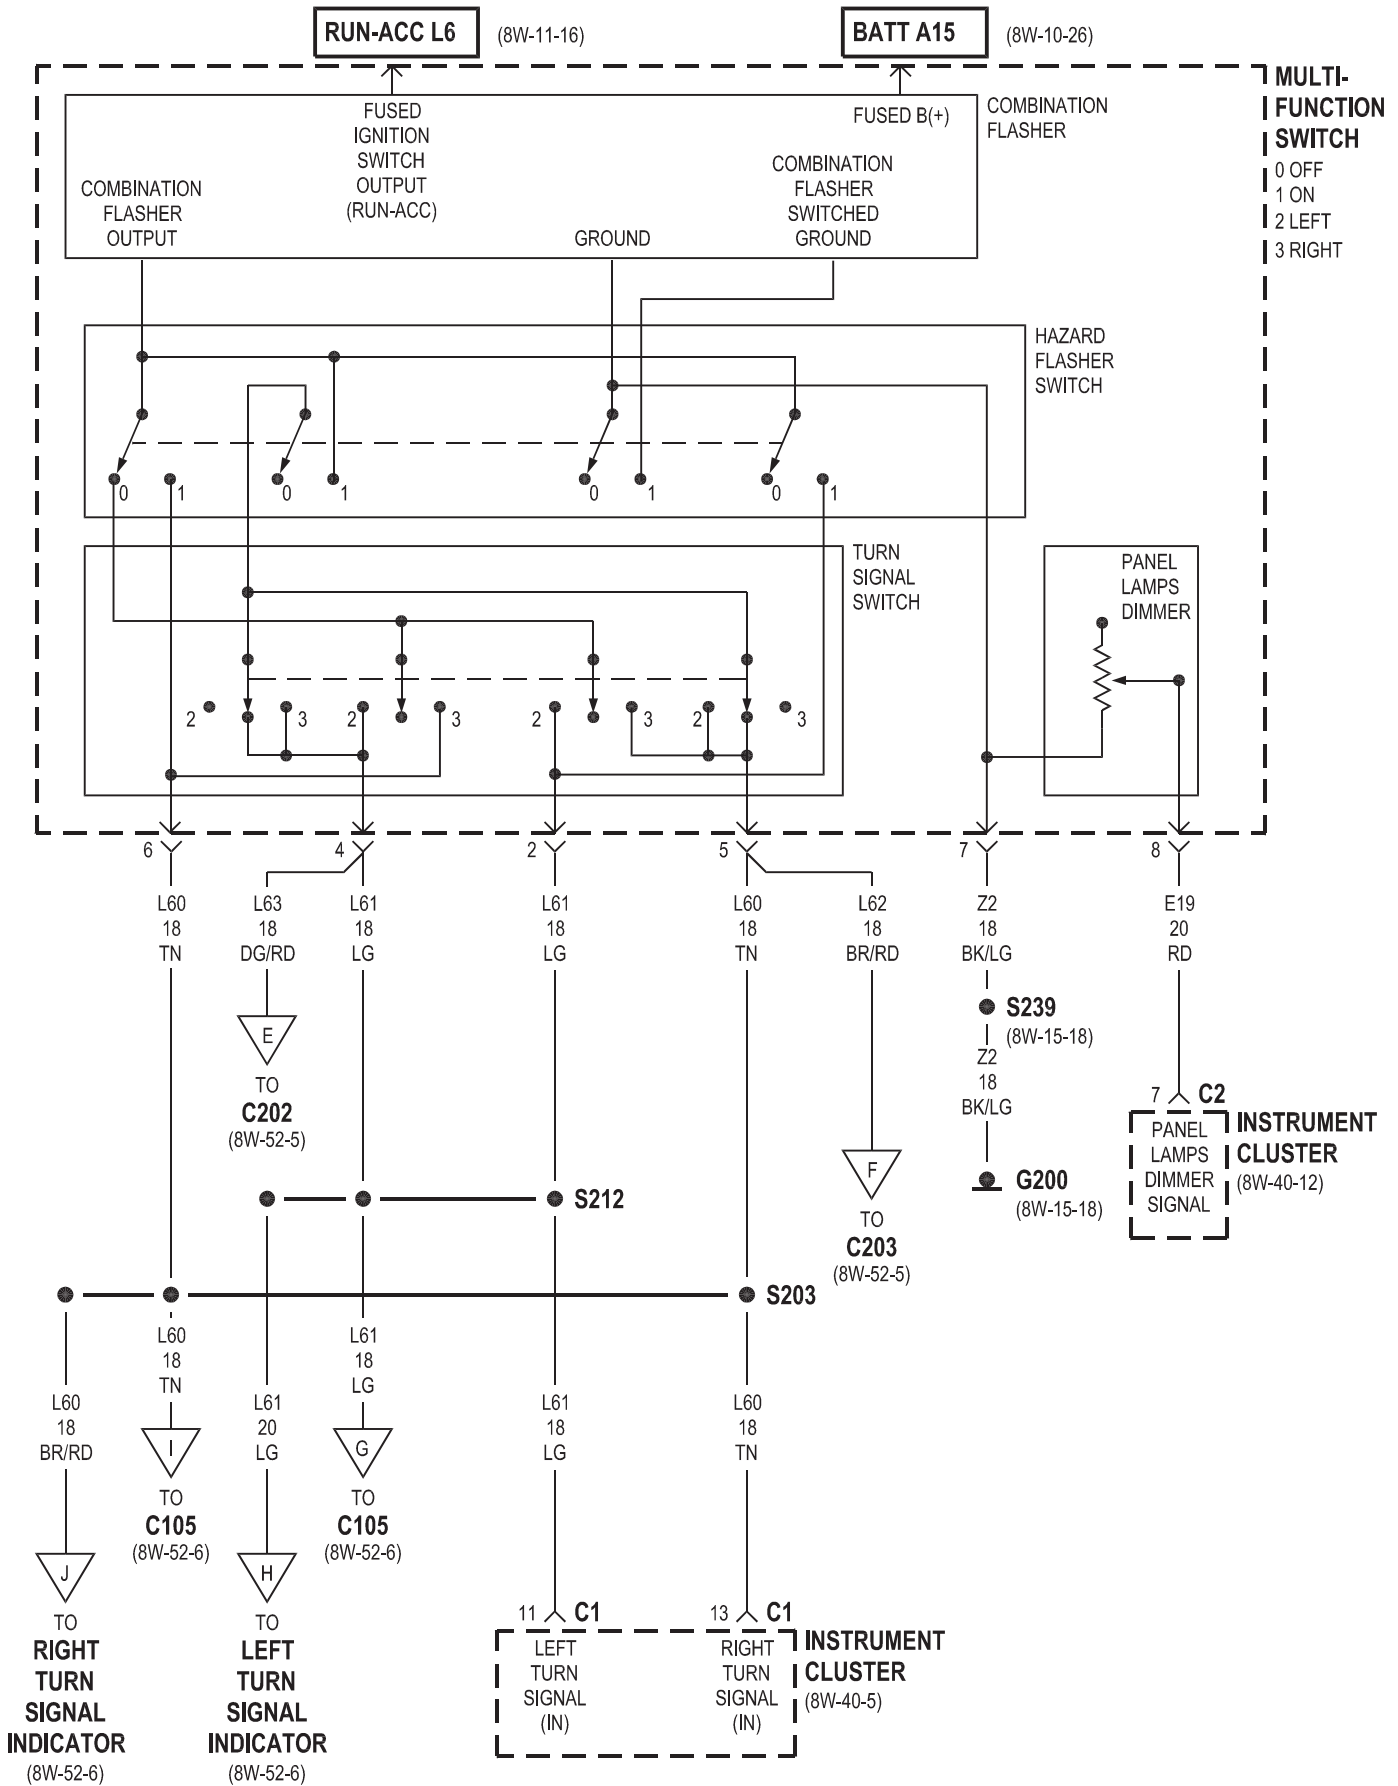 RUN-ACC L6
(8W-11-16)
BATT A15
(8W-10-26)
MULTI-
FUNCTION
SWITCH
0 OFF
1 ON
2 LEFT
3 RIGHT
COMBINATION
FLASHER
FUSED
IGNITION
SWITCH
OUTPUT
(RUN-ACC)
FUSED B(+)
COMBINATION
FLASHER
OUTPUT
GROUND
COMBINATION
FLASHER
SWITCHED
GROUND
HAZARD
FLASHER
SWITCH
0 1 0 1 0 1 0 1
TURN
SIGNAL
SWITCH
PANEL
LAMPS
DIMMER
2 3 2 3 2 3 2 3
6 4 2 5 7 8
L60
18
TN
L63
18
DG/RD
L61
18
LG
L61
18
LG
L60
18
TN
L62
18
BR/RD
Z2
18
BK/LG
E19
20
RD
S239
(8W-15-18)
Z2
18
BK/LG
E
TO
C202
(8W-52-5)
7 C2
PANEL
LAMPS
DIMMER
SIGNAL
INSTRUMENT
CLUSTER
(8W-40-12)
F
TO
C203
(8W-52-5)
G200
(8W-15-18)
S212
S203
L60
18
TN
L61
18
LG
L60
18
BR/RD
L61
20
LG
L61
18
LG
L60
18
TN
I
TO
C105
(8W-52-6)
G
TO
C105
(8W-52-6)
J
TO
RIGHT
TURN
SIGNAL
INDICATOR
(8W-52-6)
H
TO
LEFT
TURN
SIGNAL
INDICATOR
(8W-52-6)
11 C1
13 C1
LEFT
TURN
SIGNAL
(IN)
RIGHT
TURN
SIGNAL
(IN)
INSTRUMENT
CLUSTER
(8W-40-5)